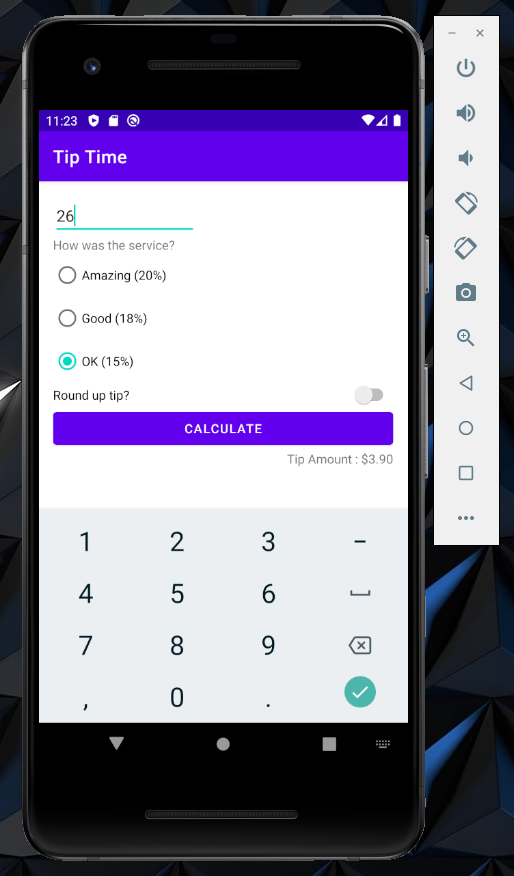 11:23
Tip Time
26
How was the service?
Amazing (20%)
Good (18%)
OK (15%)
Round up tip?
CALCULATE
Tip Amount : $3.90
1 2 3 −
4 5 6
7 8 9
, 0 .